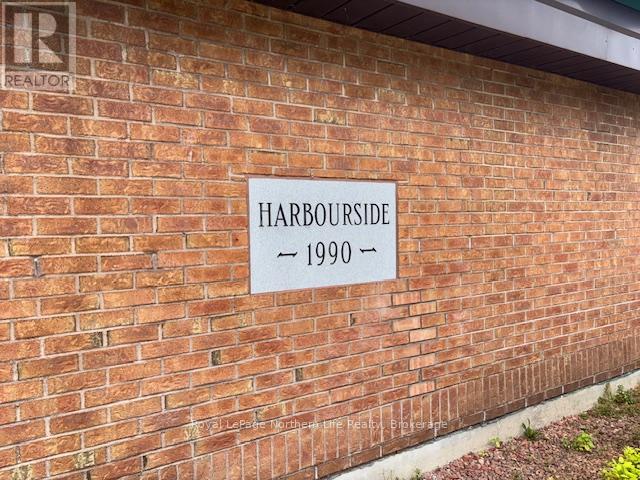 REALTOR
HARBOURSIDE
~ 1990 ~
Royal LePage Northern Life Realty, Brokerage